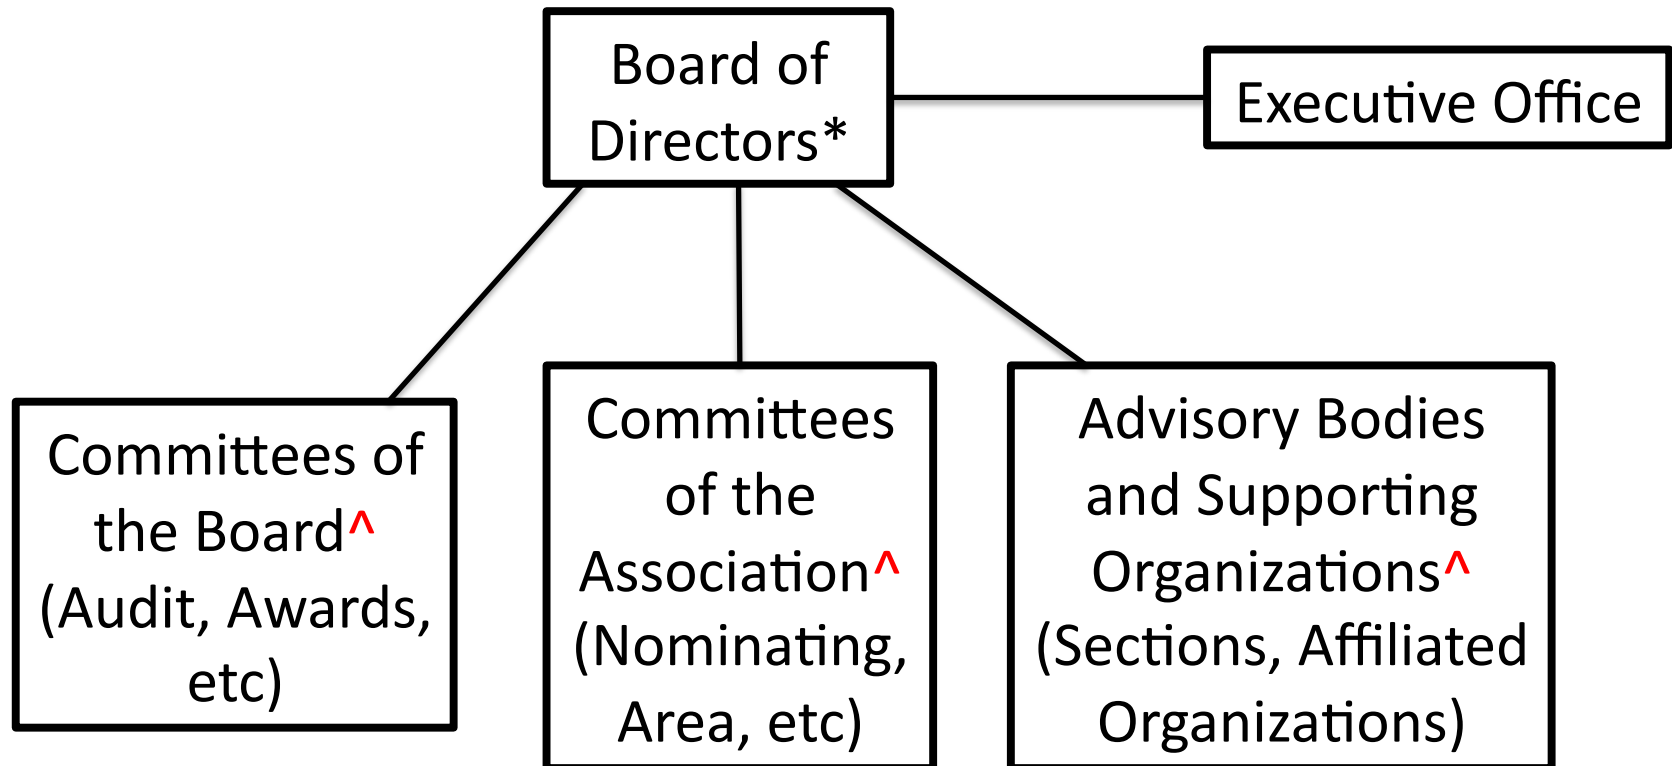 Board of
Directors*
Executive Office
Committees of
the Board^
(Audit, Awards,
etc)
Committees
of the
Association^
(Nominating,
Area, etc)
Advisory Bodies
and Supporting
Organizations^
(Sections, Affiliated
Organizations)